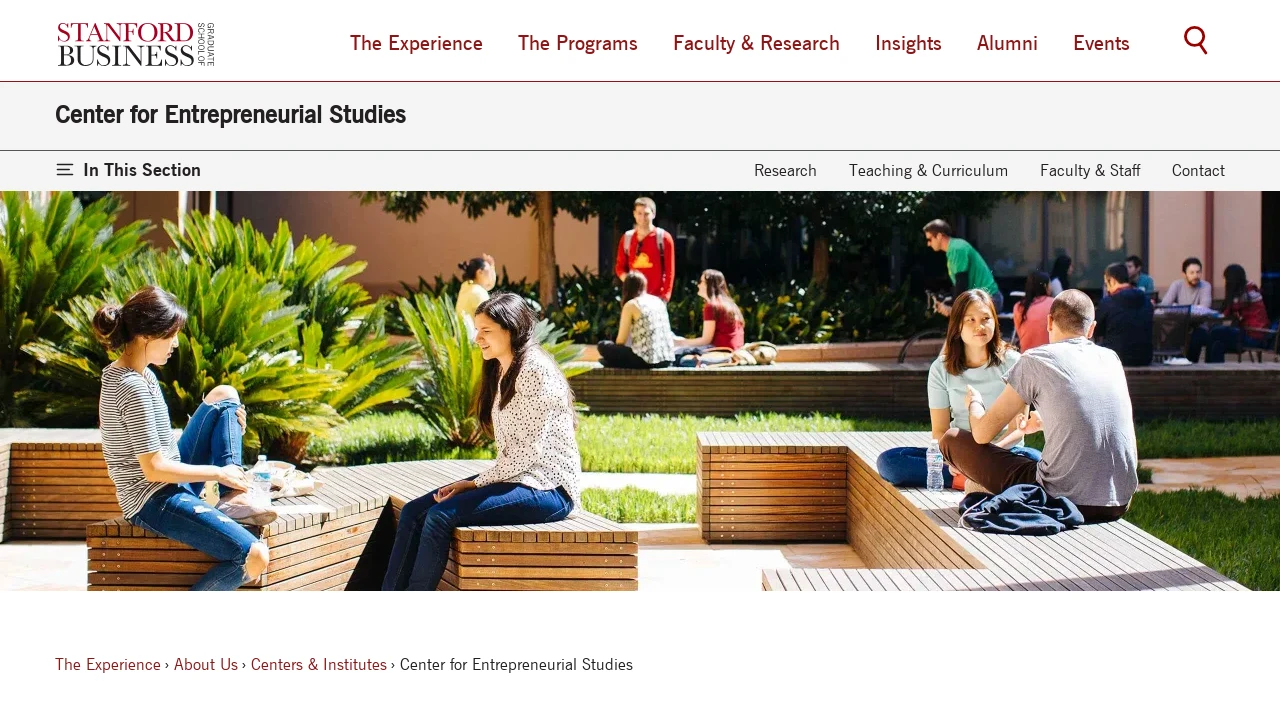 STANFORD
BUSINESS
GRADUATE
SCHOOL OF
The Experience
The Programs
Faculty & Research
Insights
Alumni
Events
Center for Entrepreneurial Studies
In This Section
Research
Teaching & Curriculum
Faculty & Staff
Contact
The Experience › About Us › Centers & Institutes › Center for Entrepreneurial Studies